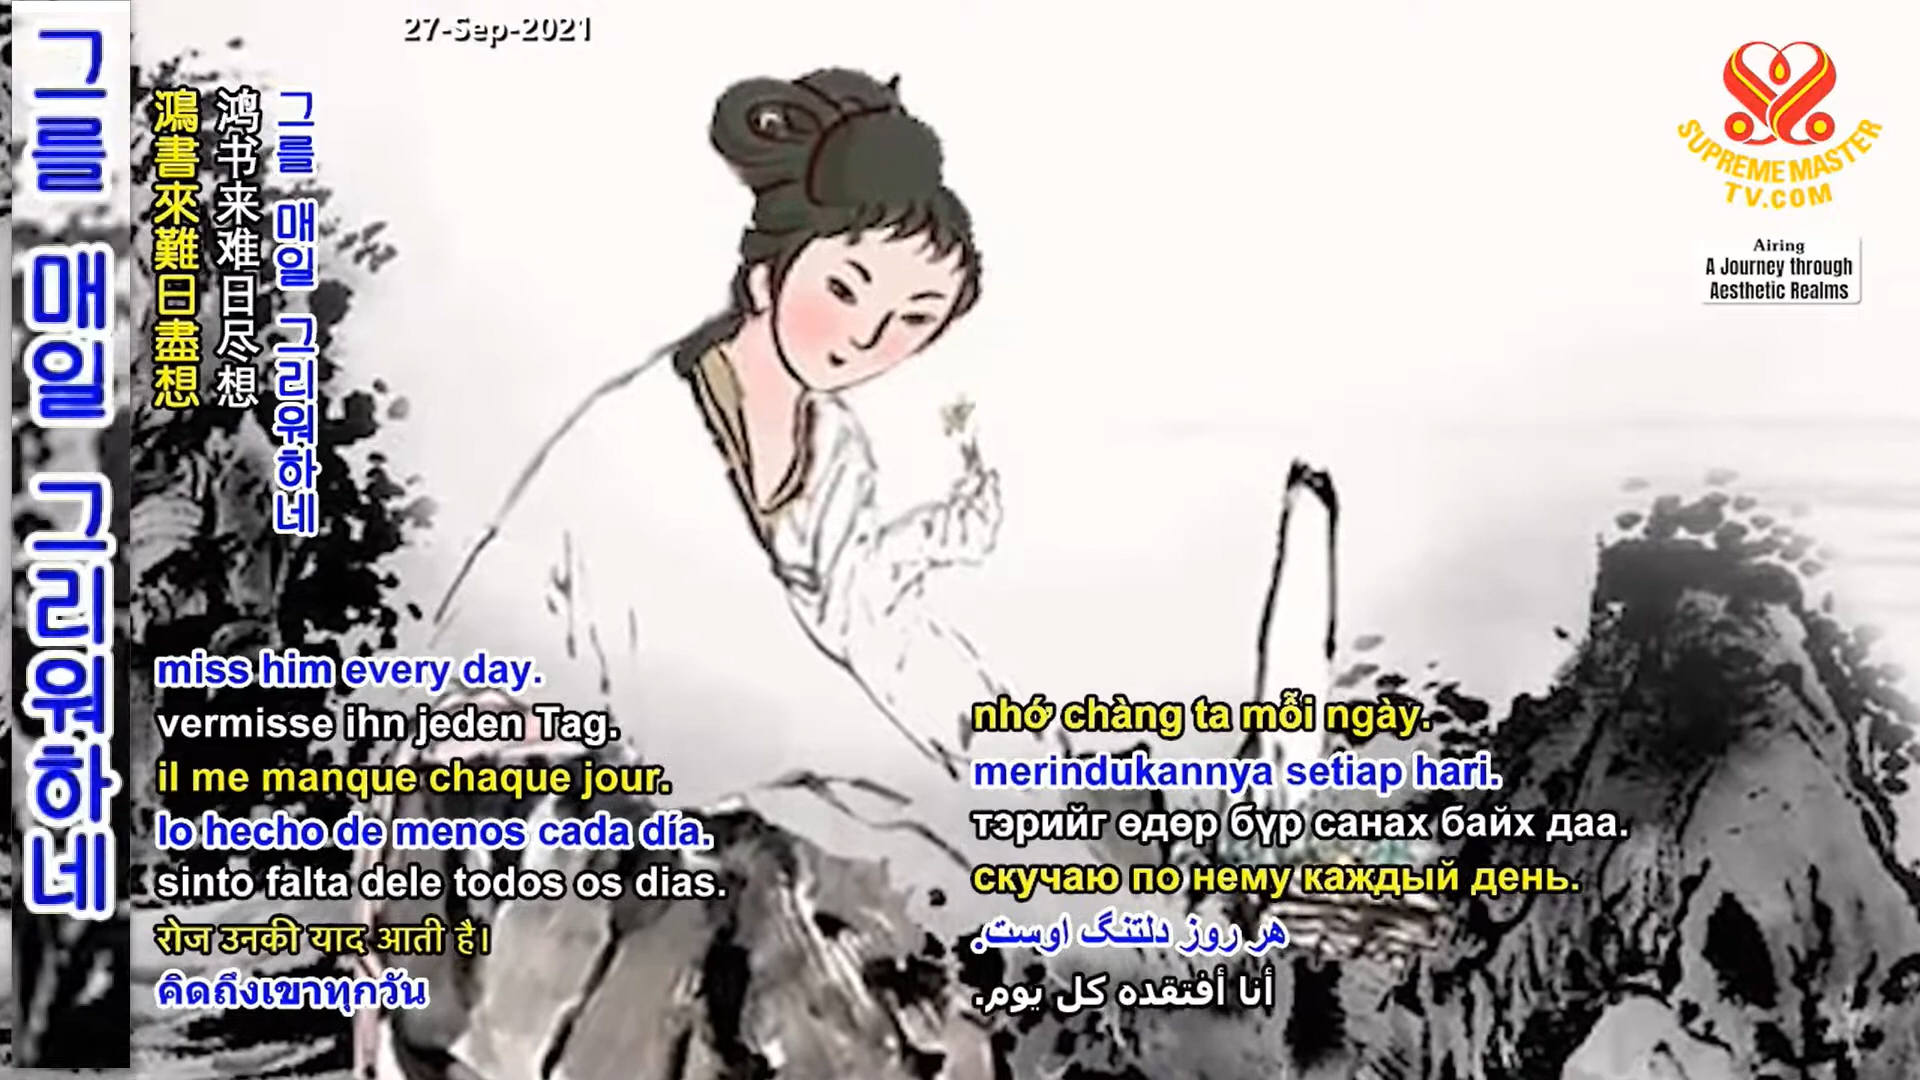 27-Sep-2021
그를 매일 그리워하네
鴻書來難日盡想
鸿书来难日尽想
그를 매일 그리워하네
SUPREME MASTER
TV.COM
Airing
A Journey through
Aesthetic Realms
miss him every day.
vermisse ihn jeden Tag.
il me manque chaque jour.
lo hecho de menos cada día.
sinto falta dele todos os dias.
रोज उनकी याद आती है।
คิดถึงเขาทุกวัน
nhớ chàng ta mỗi ngày.
merindukannya setiap hari.
тэрийг өдөр бүр санах байх даа.
скучаю по нему каждый день.
هر روز دلتنگ اوست.
أنا أفتقده كل يوم.